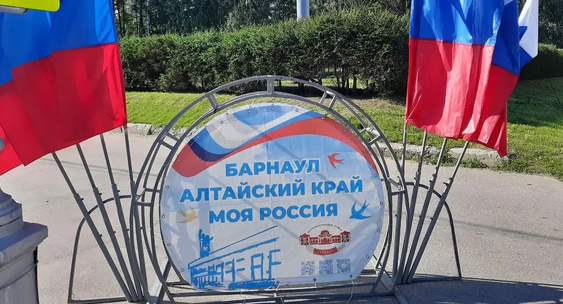 БАРНАУЛ
АЛТАЙСКИЙ КРАЙ
МОЯ РОССИЯ